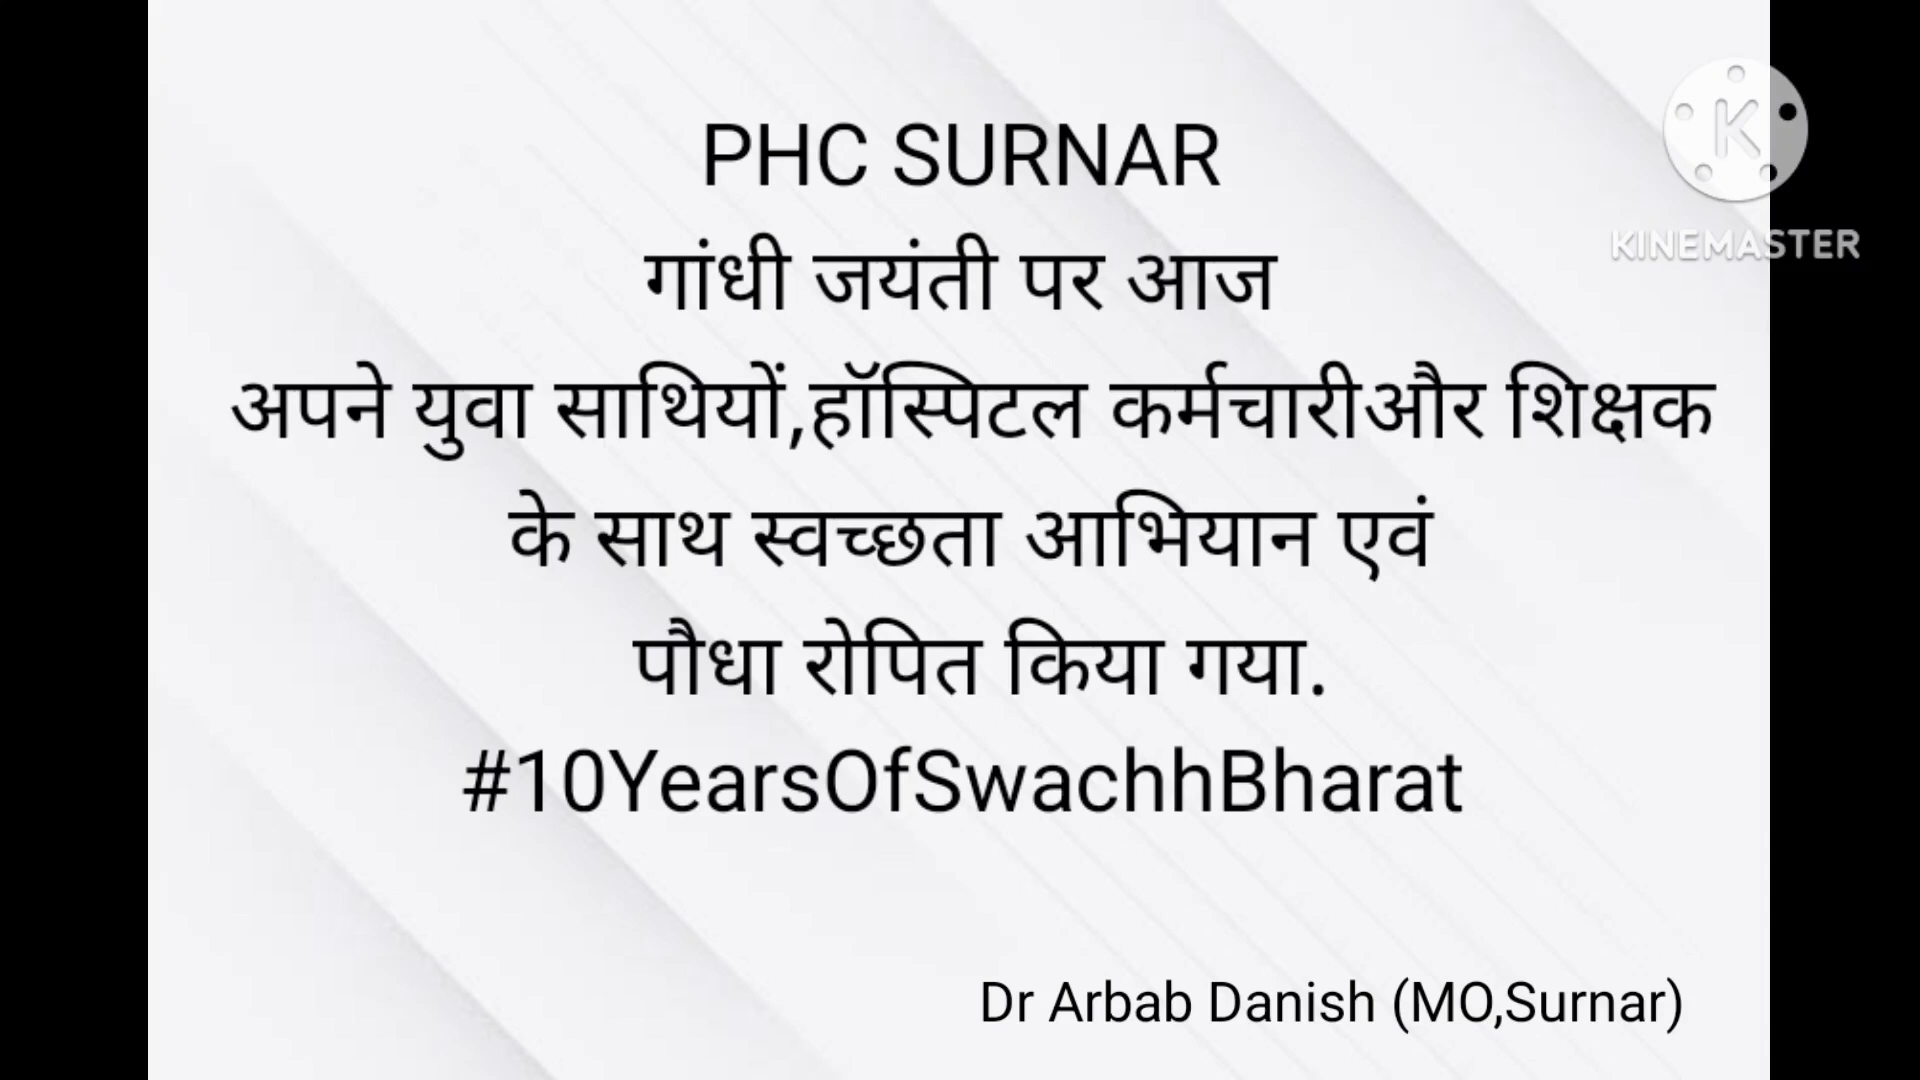 PHC SURNAR
गांधी जयंती पर आज
अपने युवा साथियों,हॉस्पिटल कर्मचारीऔर शिक्षक
के साथ स्वच्छता आभियान एवं
पौधा रोपित किया गया.
#10YearsOfSwachhBharat
Dr Arbab Danish (MO,Surnar)
K
KINEMASTER